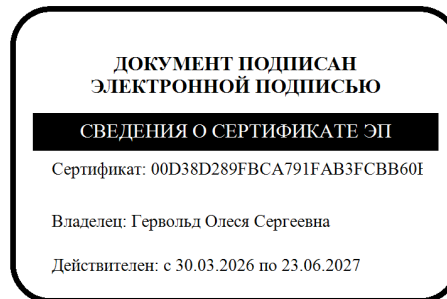 ДОКУМЕНТ ПОДПИСАН
ЭЛЕКТРОННОЙ ПОДПИСЬЮ
СВЕДЕНИЯ О СЕРТИФИКАТЕ ЭП
Сертификат: 00D38D289FBCA791FAB3FCBB60
Владелец: Гервольд Олеся Сергеевна
Действителен: с 30.03.2026 по 23.06.2027